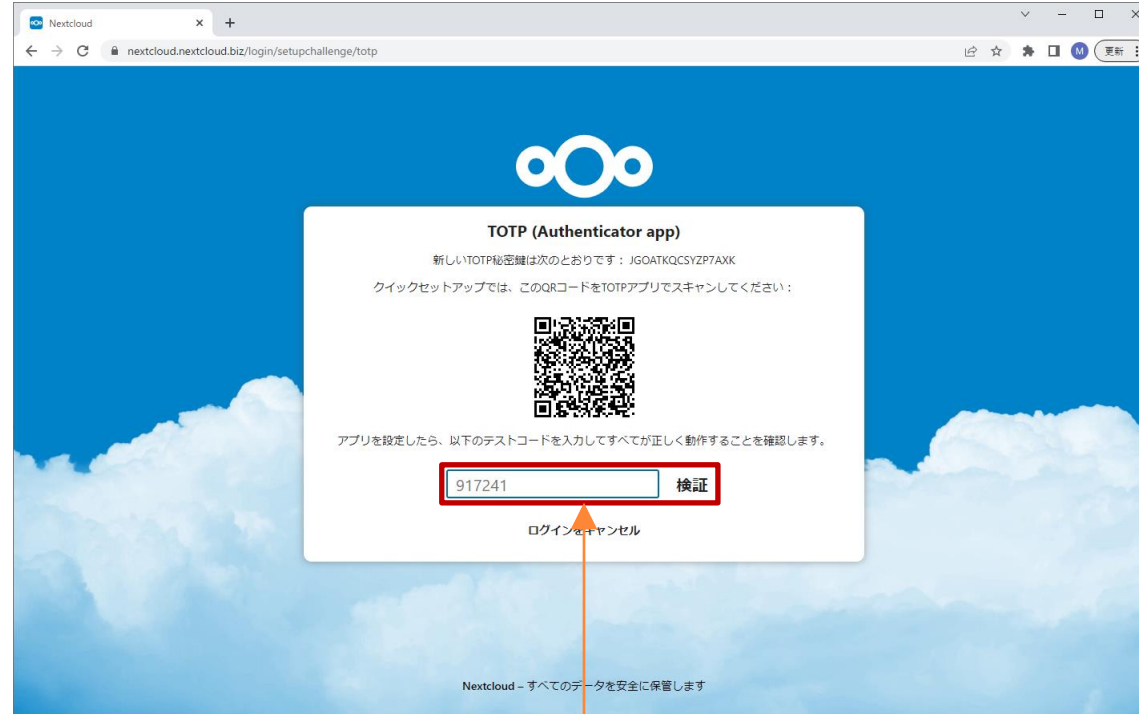 Nextcloud
nextcloud.nextcloud.biz/login/setupchallenge/totp
M
更新
TOTP (Authenticator app)
新しいTOTP秘密鍵は次のとおりです： JGOATKQCSYZP7AXK
クイックセットアップでは、このQRコードをTOTPアプリでスキャンしてください：
アプリを設定したら、以下のテストコードを入力してすべてが正しく動作することを確認します。
917241 検証
ログインをキャンセル
Nextcloud – すべてのデータを安全に保管します